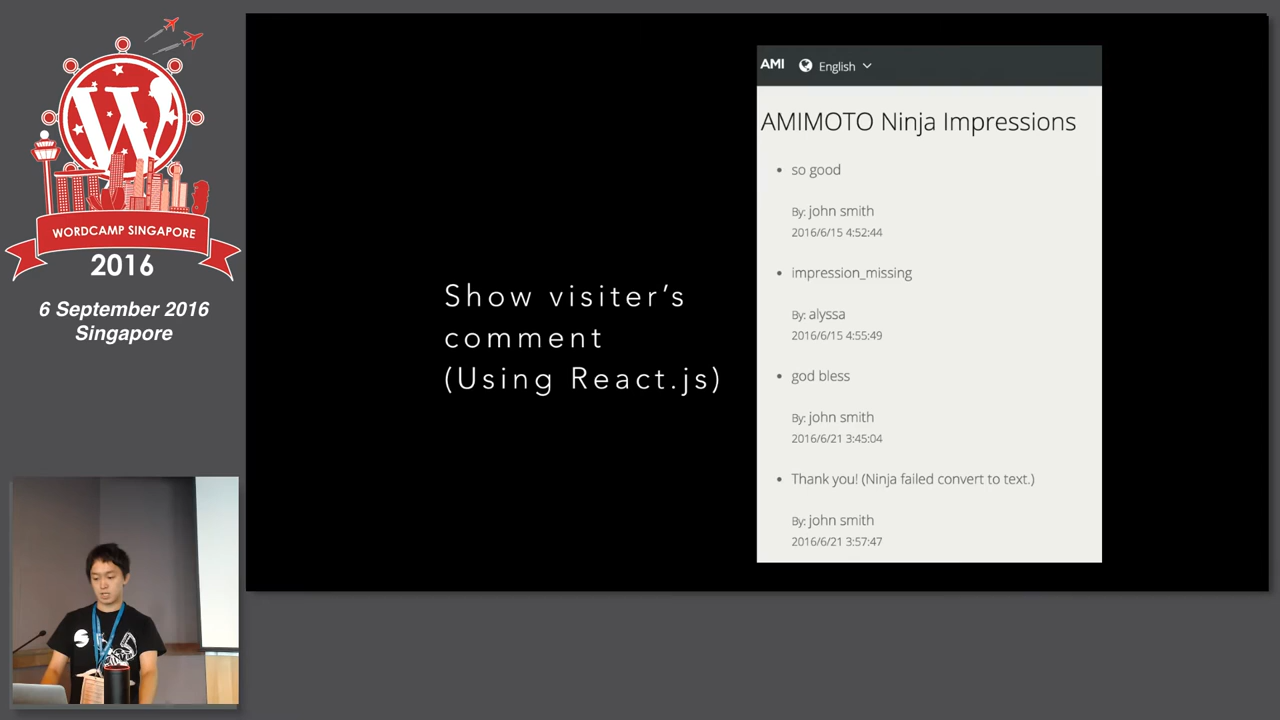 W
WORDCAMP SINGAPORE
2016
6 September 2016
Singapore
Show visiter's
comment
(Using React.js)
AMI English
AMIMOTO Ninja Impressions
• so good
By: john smith
2016/6/15 4:52:44
• impression_missing
By: alyssa
2016/6/15 4:55:49
• god bless
By: john smith
2016/6/21 3:45:04
• Thank you! (Ninja failed convert to text.)
By: john smith
2016/6/21 3:57:47